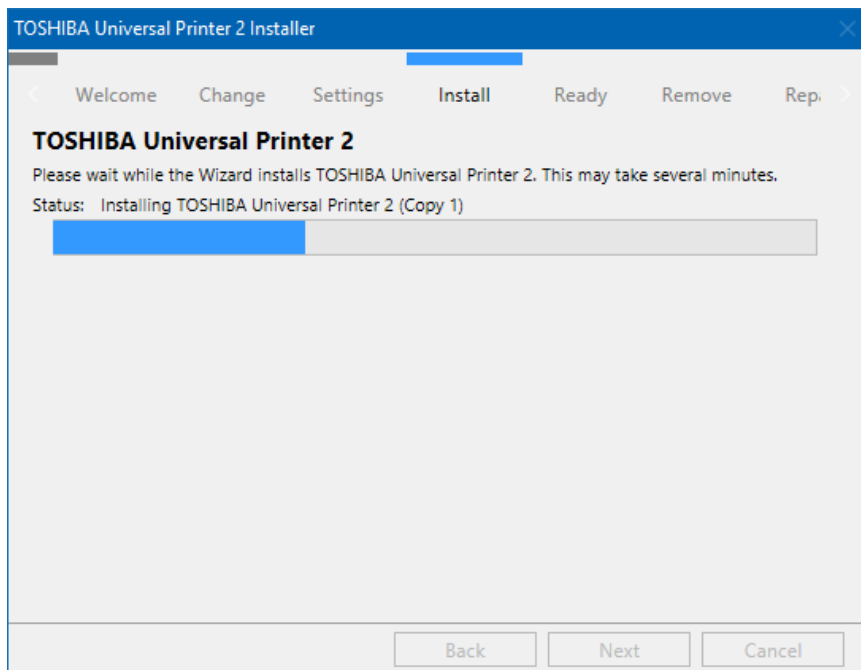 TOSHIBA Universal Printer 2 Installer
Welcome Change Settings Install Ready Remove Rep
TOSHIBA Universal Printer 2
Please wait while the Wizard installs TOSHIBA Universal Printer 2. This may take several minutes.
Status: Installing TOSHIBA Universal Printer 2 (Copy 1)
Back Next Cancel